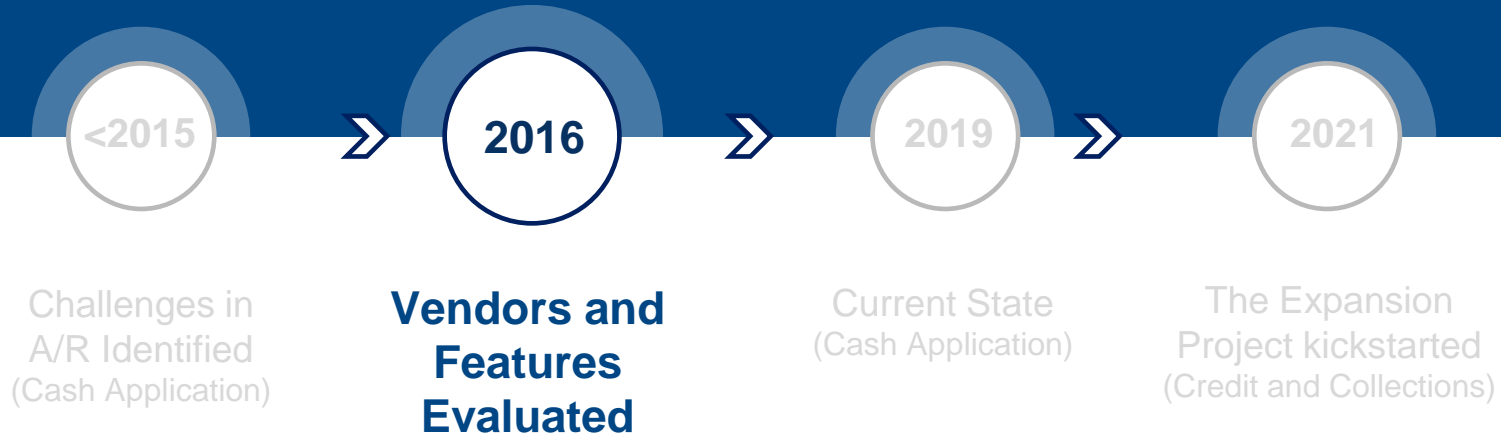 <2015
2016
2019
2021
Challenges in
A/R Identified
(Cash Application)
Vendors and
Features
Evaluated
Current State
(Cash Application)
The Expansion
Project kickstarted
(Credit and Collections)